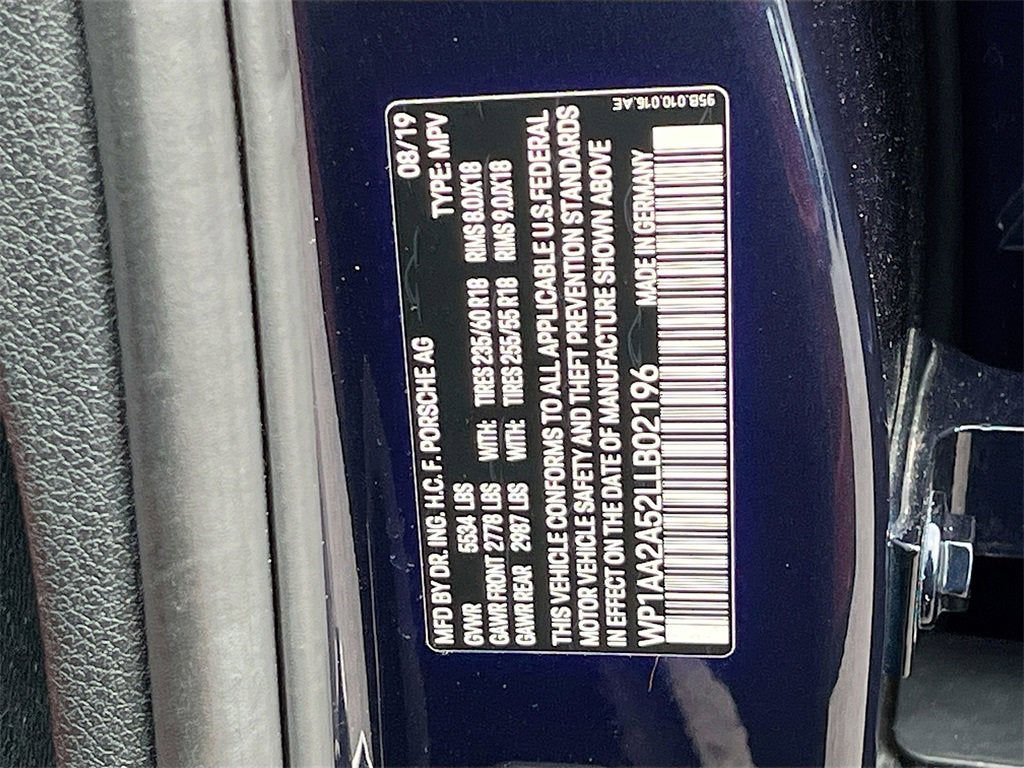 MFD BY DR. ING. H.C. F. PORSCHE AG 08/19
GVWR 5534 LBS TYPE: MPV
GAWR FRONT 2778 LBS WITH: TIRES 235/60 R18 RIMS 8.0JX18
GAWR REAR 2987 LBS WITH: TIRES 255/55 R18 RIMS 9.0JX18
THIS VEHICLE CONFORMS TO ALL APPLICABLE U.S. FEDERAL
MOTOR VEHICLE SAFETY AND THEFT PREVENTION STANDARDS
IN EFFECT ON THE DATE OF MANUFACTURE SHOWN ABOVE
WP1AA2A52LLB02196 MADE IN GERMANY
95B.010.016.AE